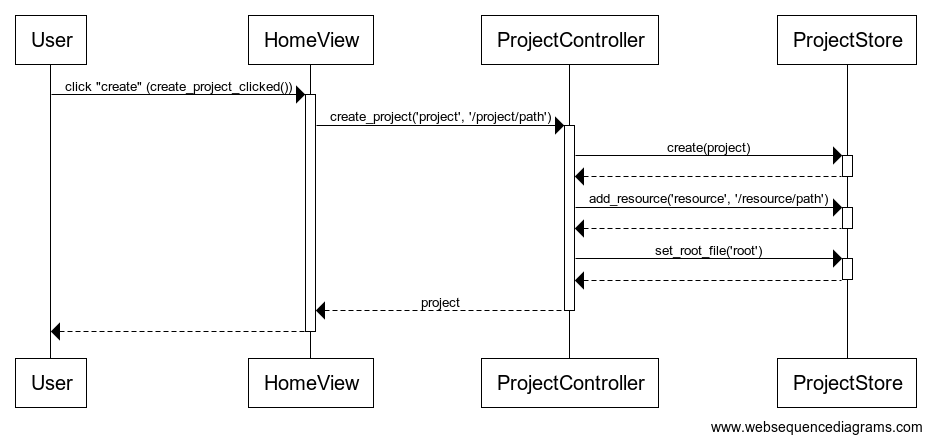 User
HomeView
ProjectController
ProjectStore
click "create" (create_project_clicked())
create_project('project', '/project/path')
create(project)
add_resource('resource', '/resource/path')
set_root_file('root')
project
User
HomeView
ProjectController
ProjectStore
www.websequencediagrams.com